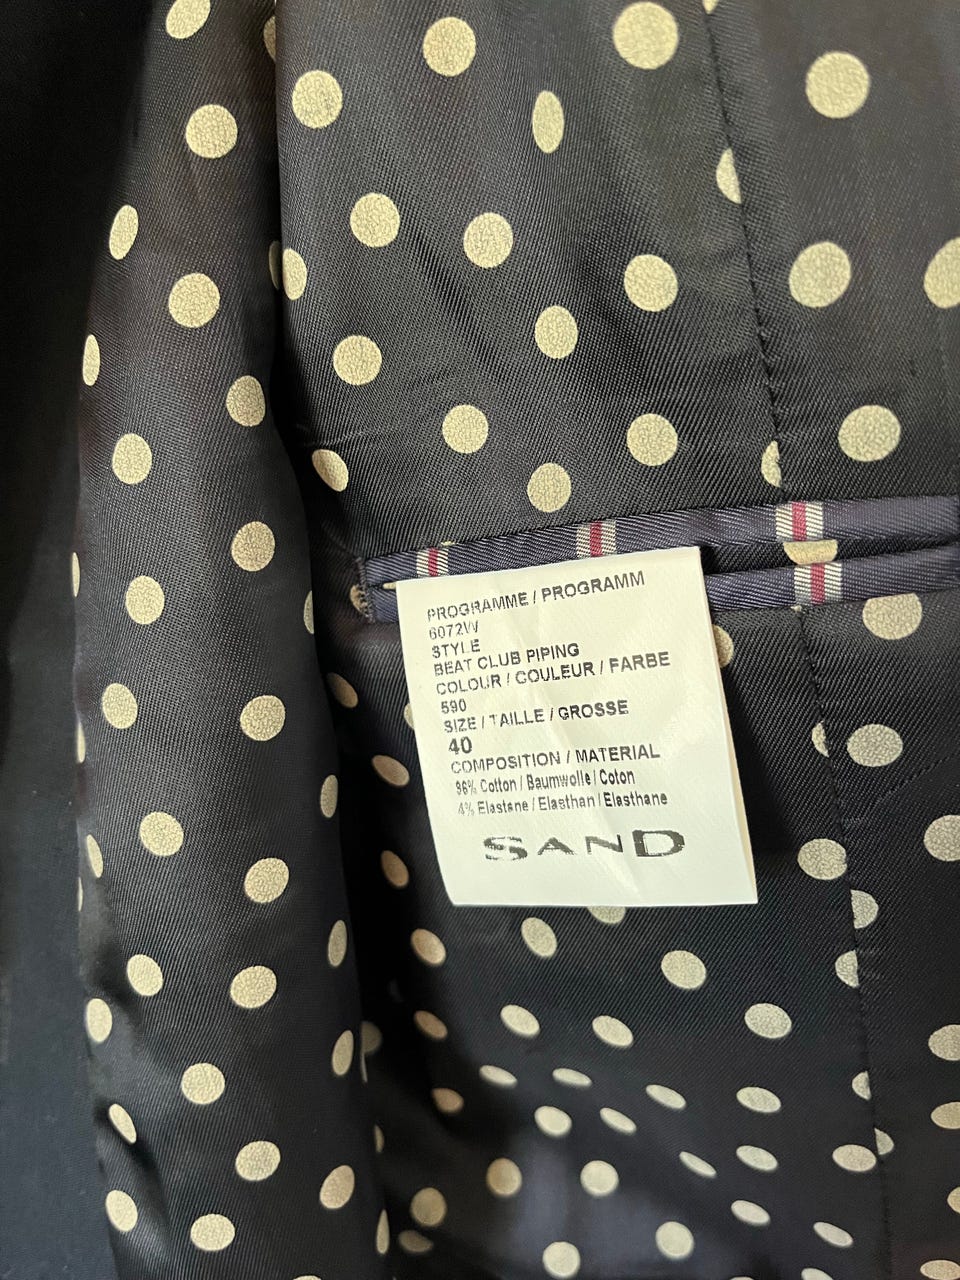 PROGRAMME / PROGRAMM
6072W
STYLE
BEAT CLUB PIPING
COLOUR / COULEUR / FARBE
590
SIZE / TAILLE / GROSSE
40
COMPOSITION / MATERIAL
96% Cotton / Baumwolle / Coton
4% Elastane / Elasthan / Elasthane
SAND